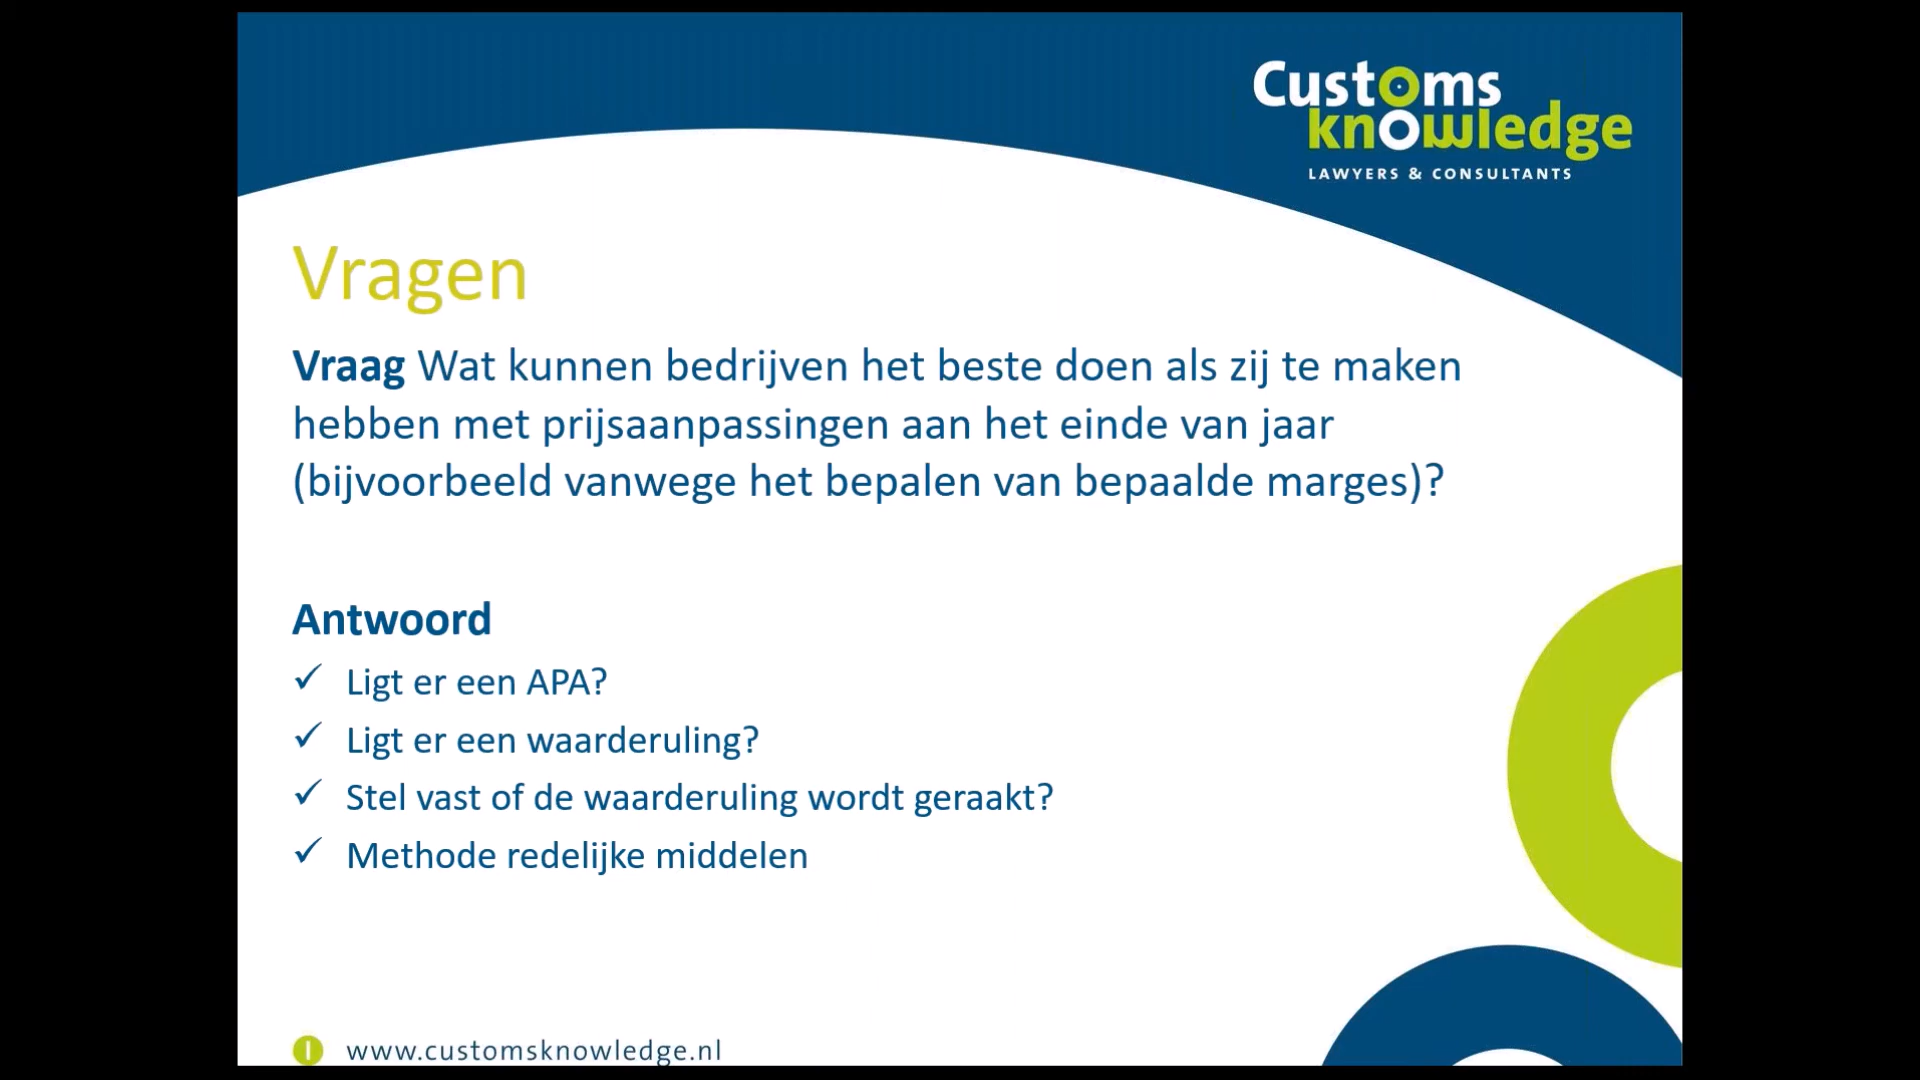 Customs
knowledge
LAWYERS & CONSULTANTS
Vragen
Vraag Wat kunnen bedrijven het beste doen als zij te maken
hebben met prijsaanpassingen aan het einde van jaar
(bijvoorbeeld vanwege het bepalen van bepaalde marges)?
Antwoord
✓ Ligt er een APA?
✓ Ligt er een waarderuling?
✓ Stel vast of de waarderuling wordt geraakt?
✓ Methode redelijke middelen
www.customsknowledge.nl